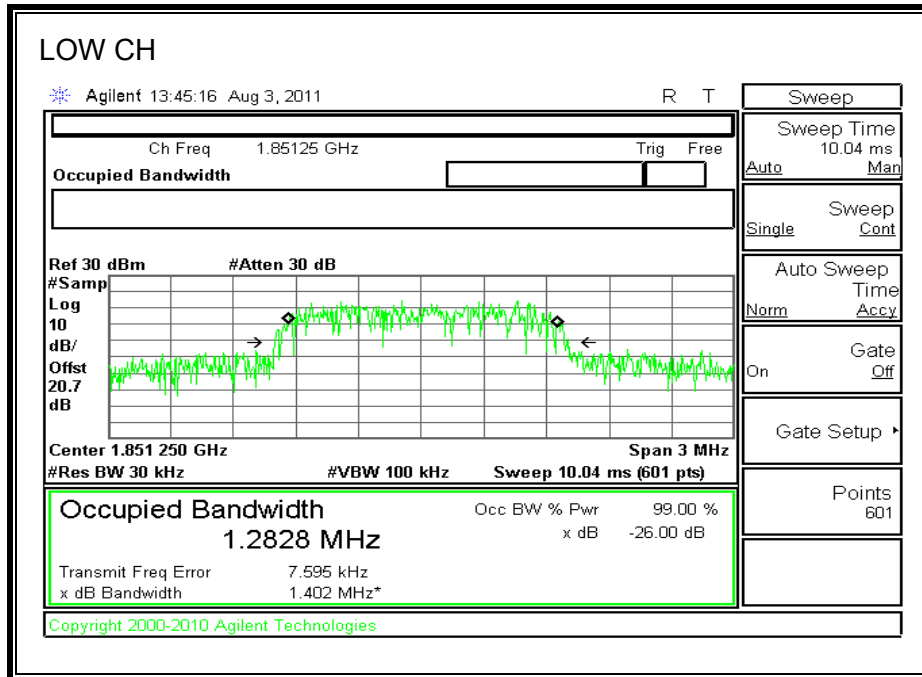 LOW CH
Agilent 13:45:16 Aug 3, 2011 R T
Ch Freq 1.85125 GHz Trig Free
Occupied Bandwidth
Ref 30 dBm #Atten 30 dB
#Samp
Log
10
dB/
Offst
20.7
dB
Center 1.851 250 GHz Span 3 MHz
#Res BW 30 kHz #VBW 100 kHz Sweep 10.04 ms (601 pts)
Occupied Bandwidth
1.2828 MHz
Occ BW % Pwr 99.00 %
x dB -26.00 dB
Transmit Freq Error 7.595 kHz
x dB Bandwidth 1.402 MHz*
Copyright 2000-2010 Agilent Technologies
Sweep
Sweep Time
10.04 ms
Auto Man
Sweep
Single Cont
Auto Sweep
Time
Norm Accy
Gate
On Off
Gate Setup
Points
601